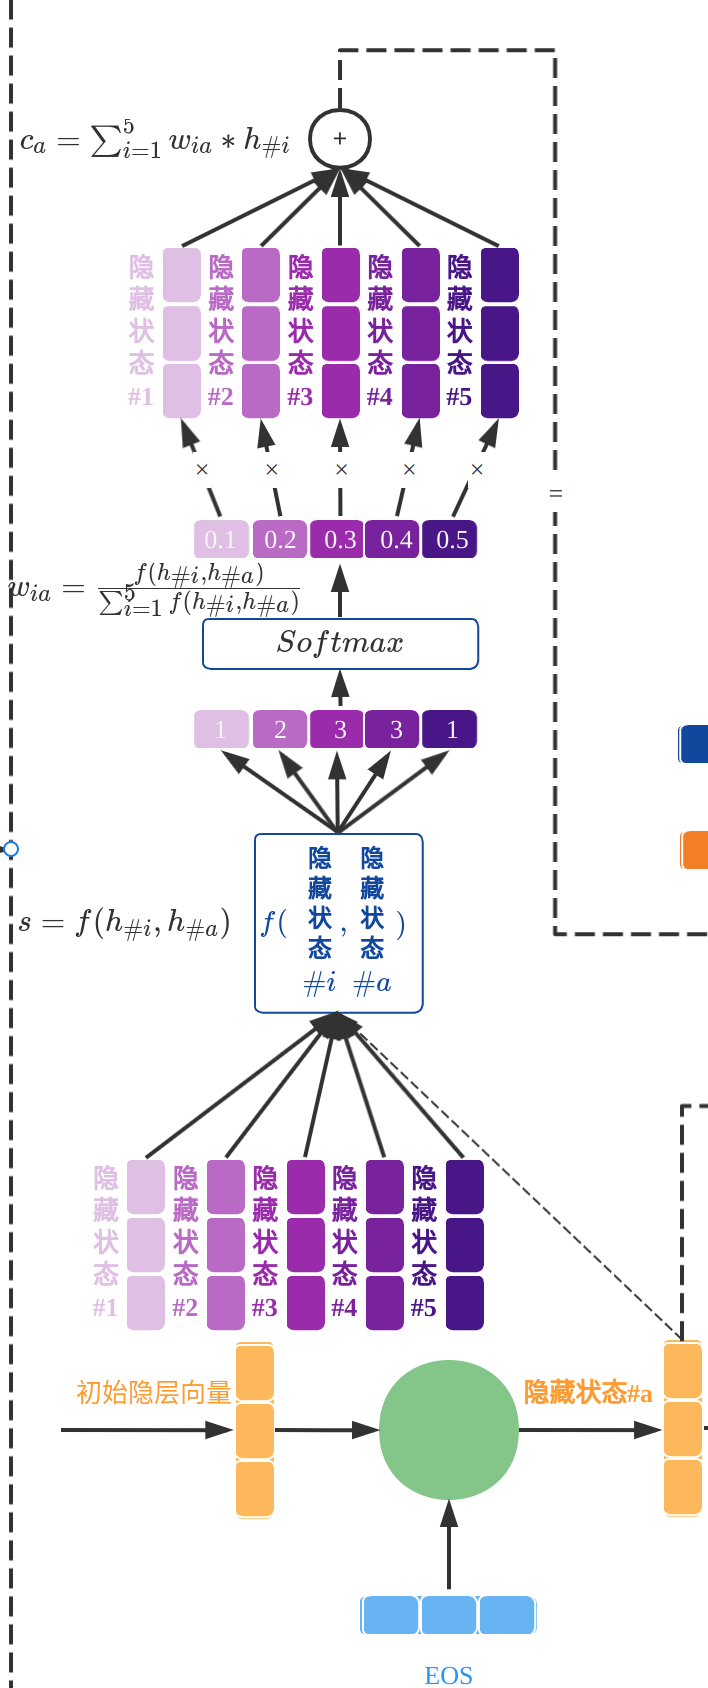 +
c_a = ∑_{i=1}^{5} w_{ia} * h_{#i}
隐藏状态#1 隐藏状态#2 隐藏状态#3 隐藏状态#4 隐藏状态#5
× × × × ×
=
0.1 0.2 0.3 0.4 0.5
w_{ia} = \frac{f(h_{#i},h_{#a})}{∑_{i=1}^{5} f(h_{#i},h_{#a})}
Softmax
1 2 3 3 1
s = f(h_{#i}, h_{#a})
f( 隐藏状态#i , 隐藏状态#a )
隐藏状态#1 隐藏状态#2 隐藏状态#3 隐藏状态#4 隐藏状态#5
初始隐层向量
隐藏状态#a
EOS